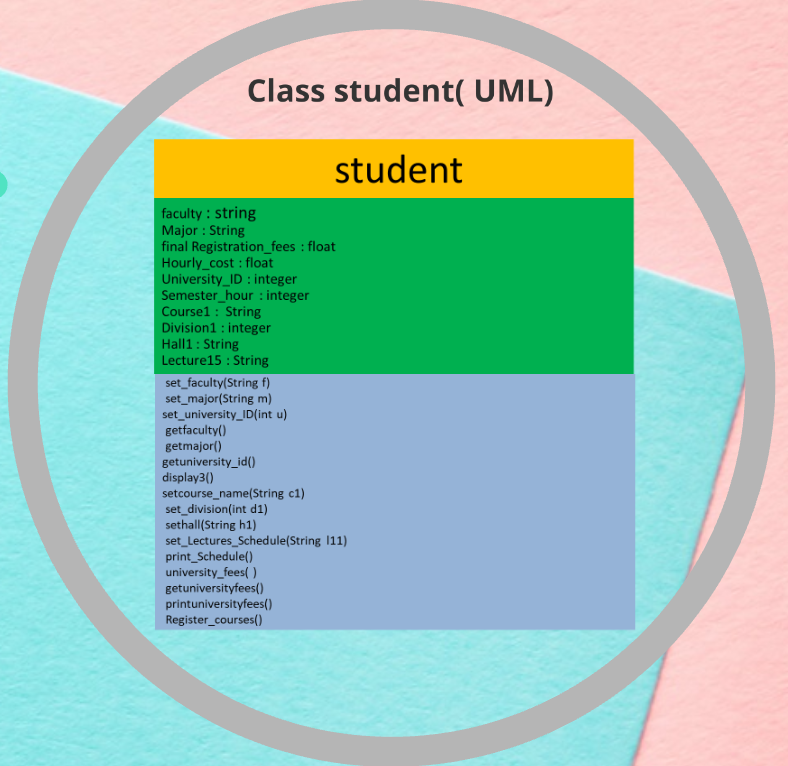 Class student( UML)
student
faculty : string
Major : String
final Registration_fees : float
Hourly_cost : float
University_ID : integer
Semester_hour : integer
Course1 : String
Division1 : integer
Hall1 : String
Lecture15 : String
set_faculty(String f)
set_major(String m)
set_university_ID(int u)
getfaculty()
getmajor()
getuniversity_id()
display3()
setcourse_name(String c1)
set_division(int d1)
sethall(String h1)
set_Lectures_Schedule(String l11)
print_Schedule()
university_fees( )
getuniversityfees()
printuniversityfees()
Register_courses()